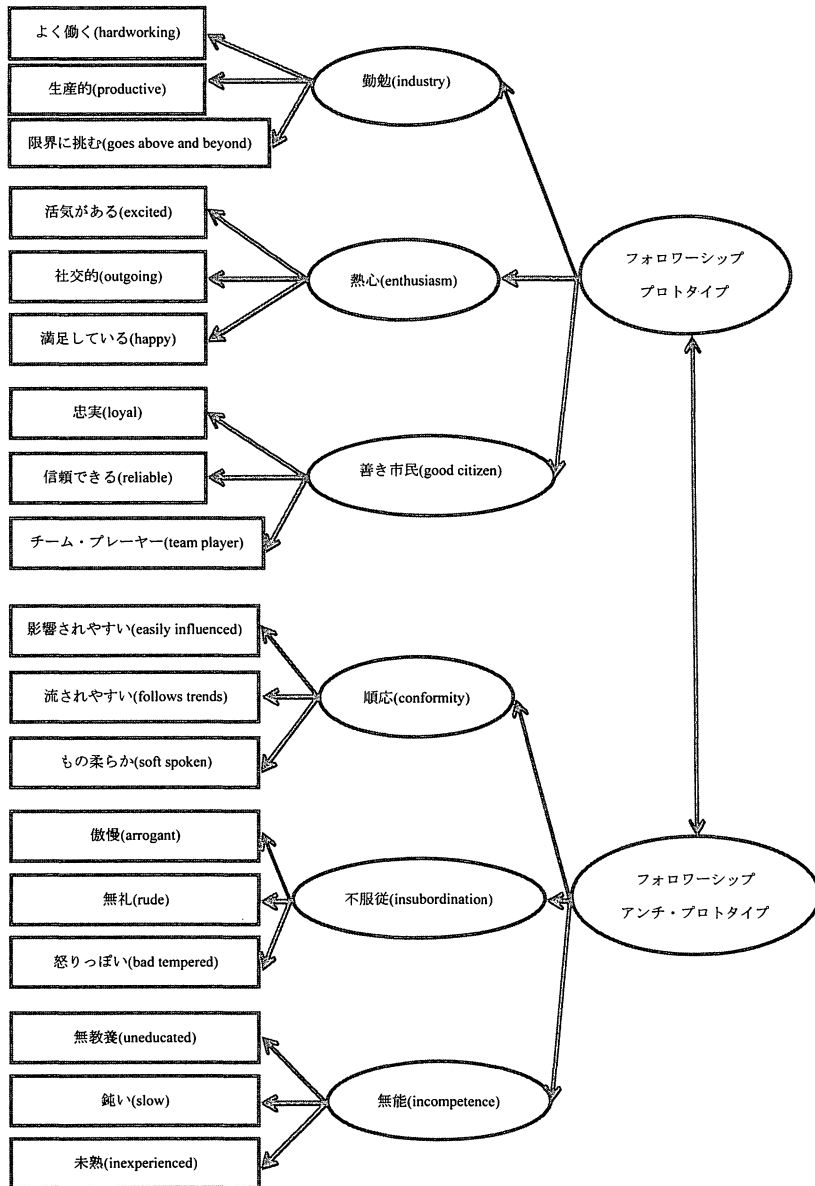 よく働く(hardworking)
生産的(productive)
限界に挑む(goes above and beyond)
勤勉(industry)
活気がある(excited)
社交的(outgoing)
満足している(happy)
熱心(enthusiasm)
忠実(loyal)
信頼できる(reliable)
チーム・プレーヤー(team player)
善き市民(good citizen)
フォロワーシップ
プロトタイプ
影響されやすい(easily influenced)
流されやすい(follows trends)
もの柔らか(soft spoken)
順応(conformity)
傲慢(arrogant)
無礼(rude)
怒りっぽい(bad tempered)
不服従(insubordination)
無教養(uneducated)
鈍い(slow)
未熟(inexperienced)
無能(incompetence)
フォロワーシップ
アンチ・プロトタイプ